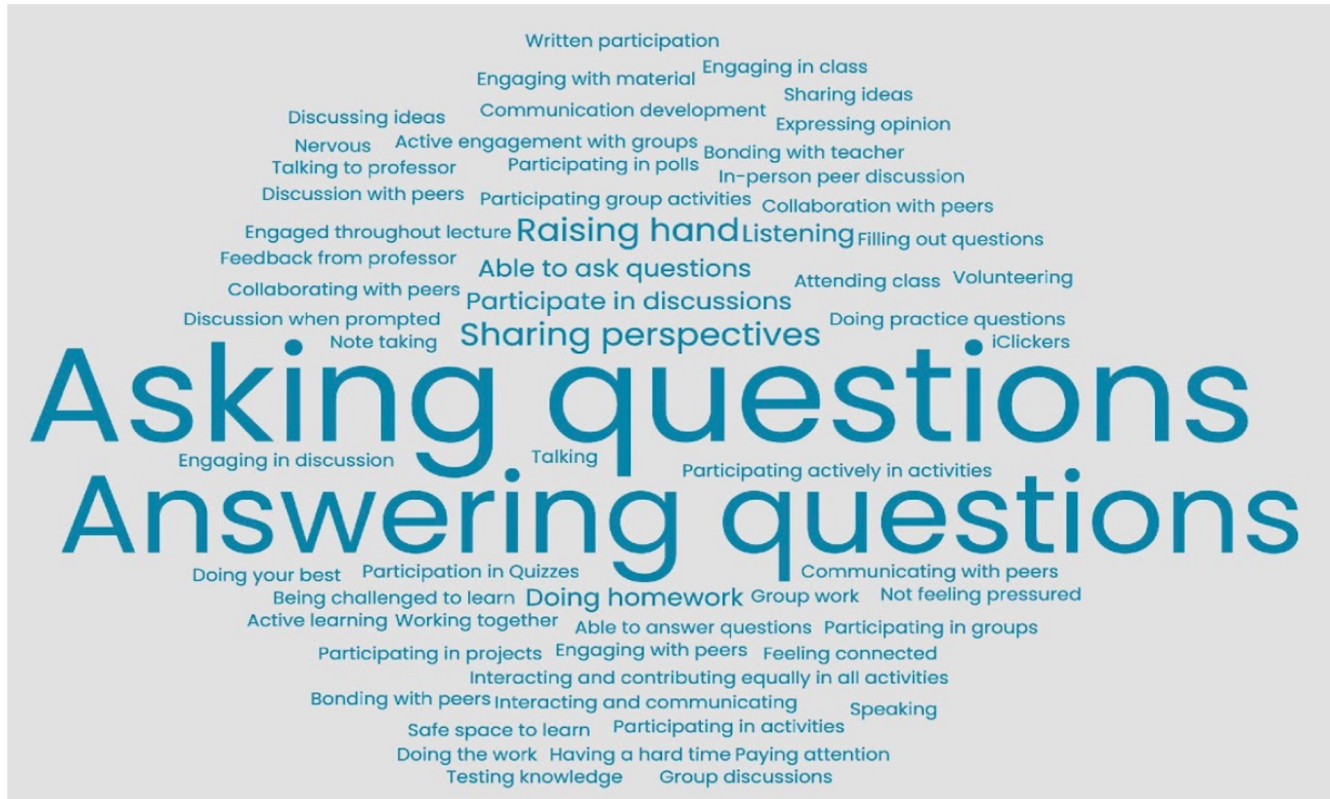 Written participation
Engaging with material Engaging in class
Sharing ideas
Discussing ideas Communication development
Expressing opinion
Nervous Active engagement with groups Bonding with teacher
Talking to professor Participating in polls In-person peer discussion
Discussion with peers Participating group activities Collaboration with peers
Engaged throughout lecture Raising hand Listening Filling out questions
Feedback from professor Able to ask questions Attending class Volunteering
Collaborating with peers Participate in discussions
Discussion when prompted Sharing perspectives Doing practice questions
Note taking iClickers
Asking questions
Engaging in discussion Talking Participating actively in activities
Answering questions
Doing your best Participation in Quizzes Communicating with peers
Being challenged to learn Doing homework Group work Not feeling pressured
Active learning Working together Able to answer questions Participating in groups
Participating in projects Engaging with peers Feeling connected
Interacting and contributing equally in all activities
Bonding with peers Interacting and communicating Speaking
Safe space to learn Participating in activities
Doing the work Having a hard time Paying attention
Testing knowledge Group discussions